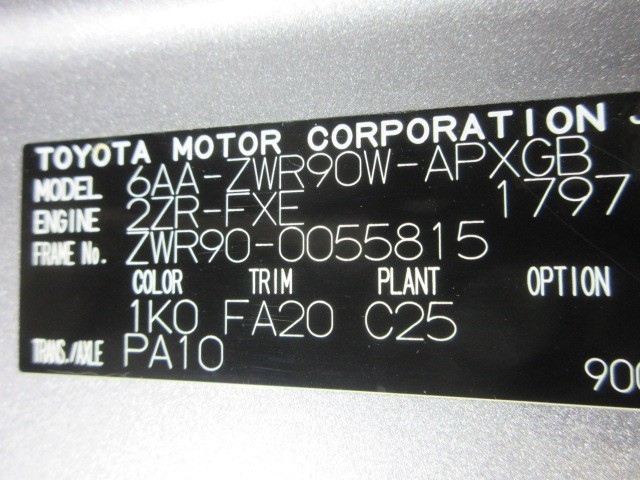 TOYOTA MOTOR CORPORATION
MODEL 6AA-ZWR90W-APXGB
ENGINE 2ZR-FXE 1797
FRAME No. ZWR90-0055815
COLOR TRIM PLANT OPTION
1K0 FA20 C25
TRANS./AXLE PA10
900